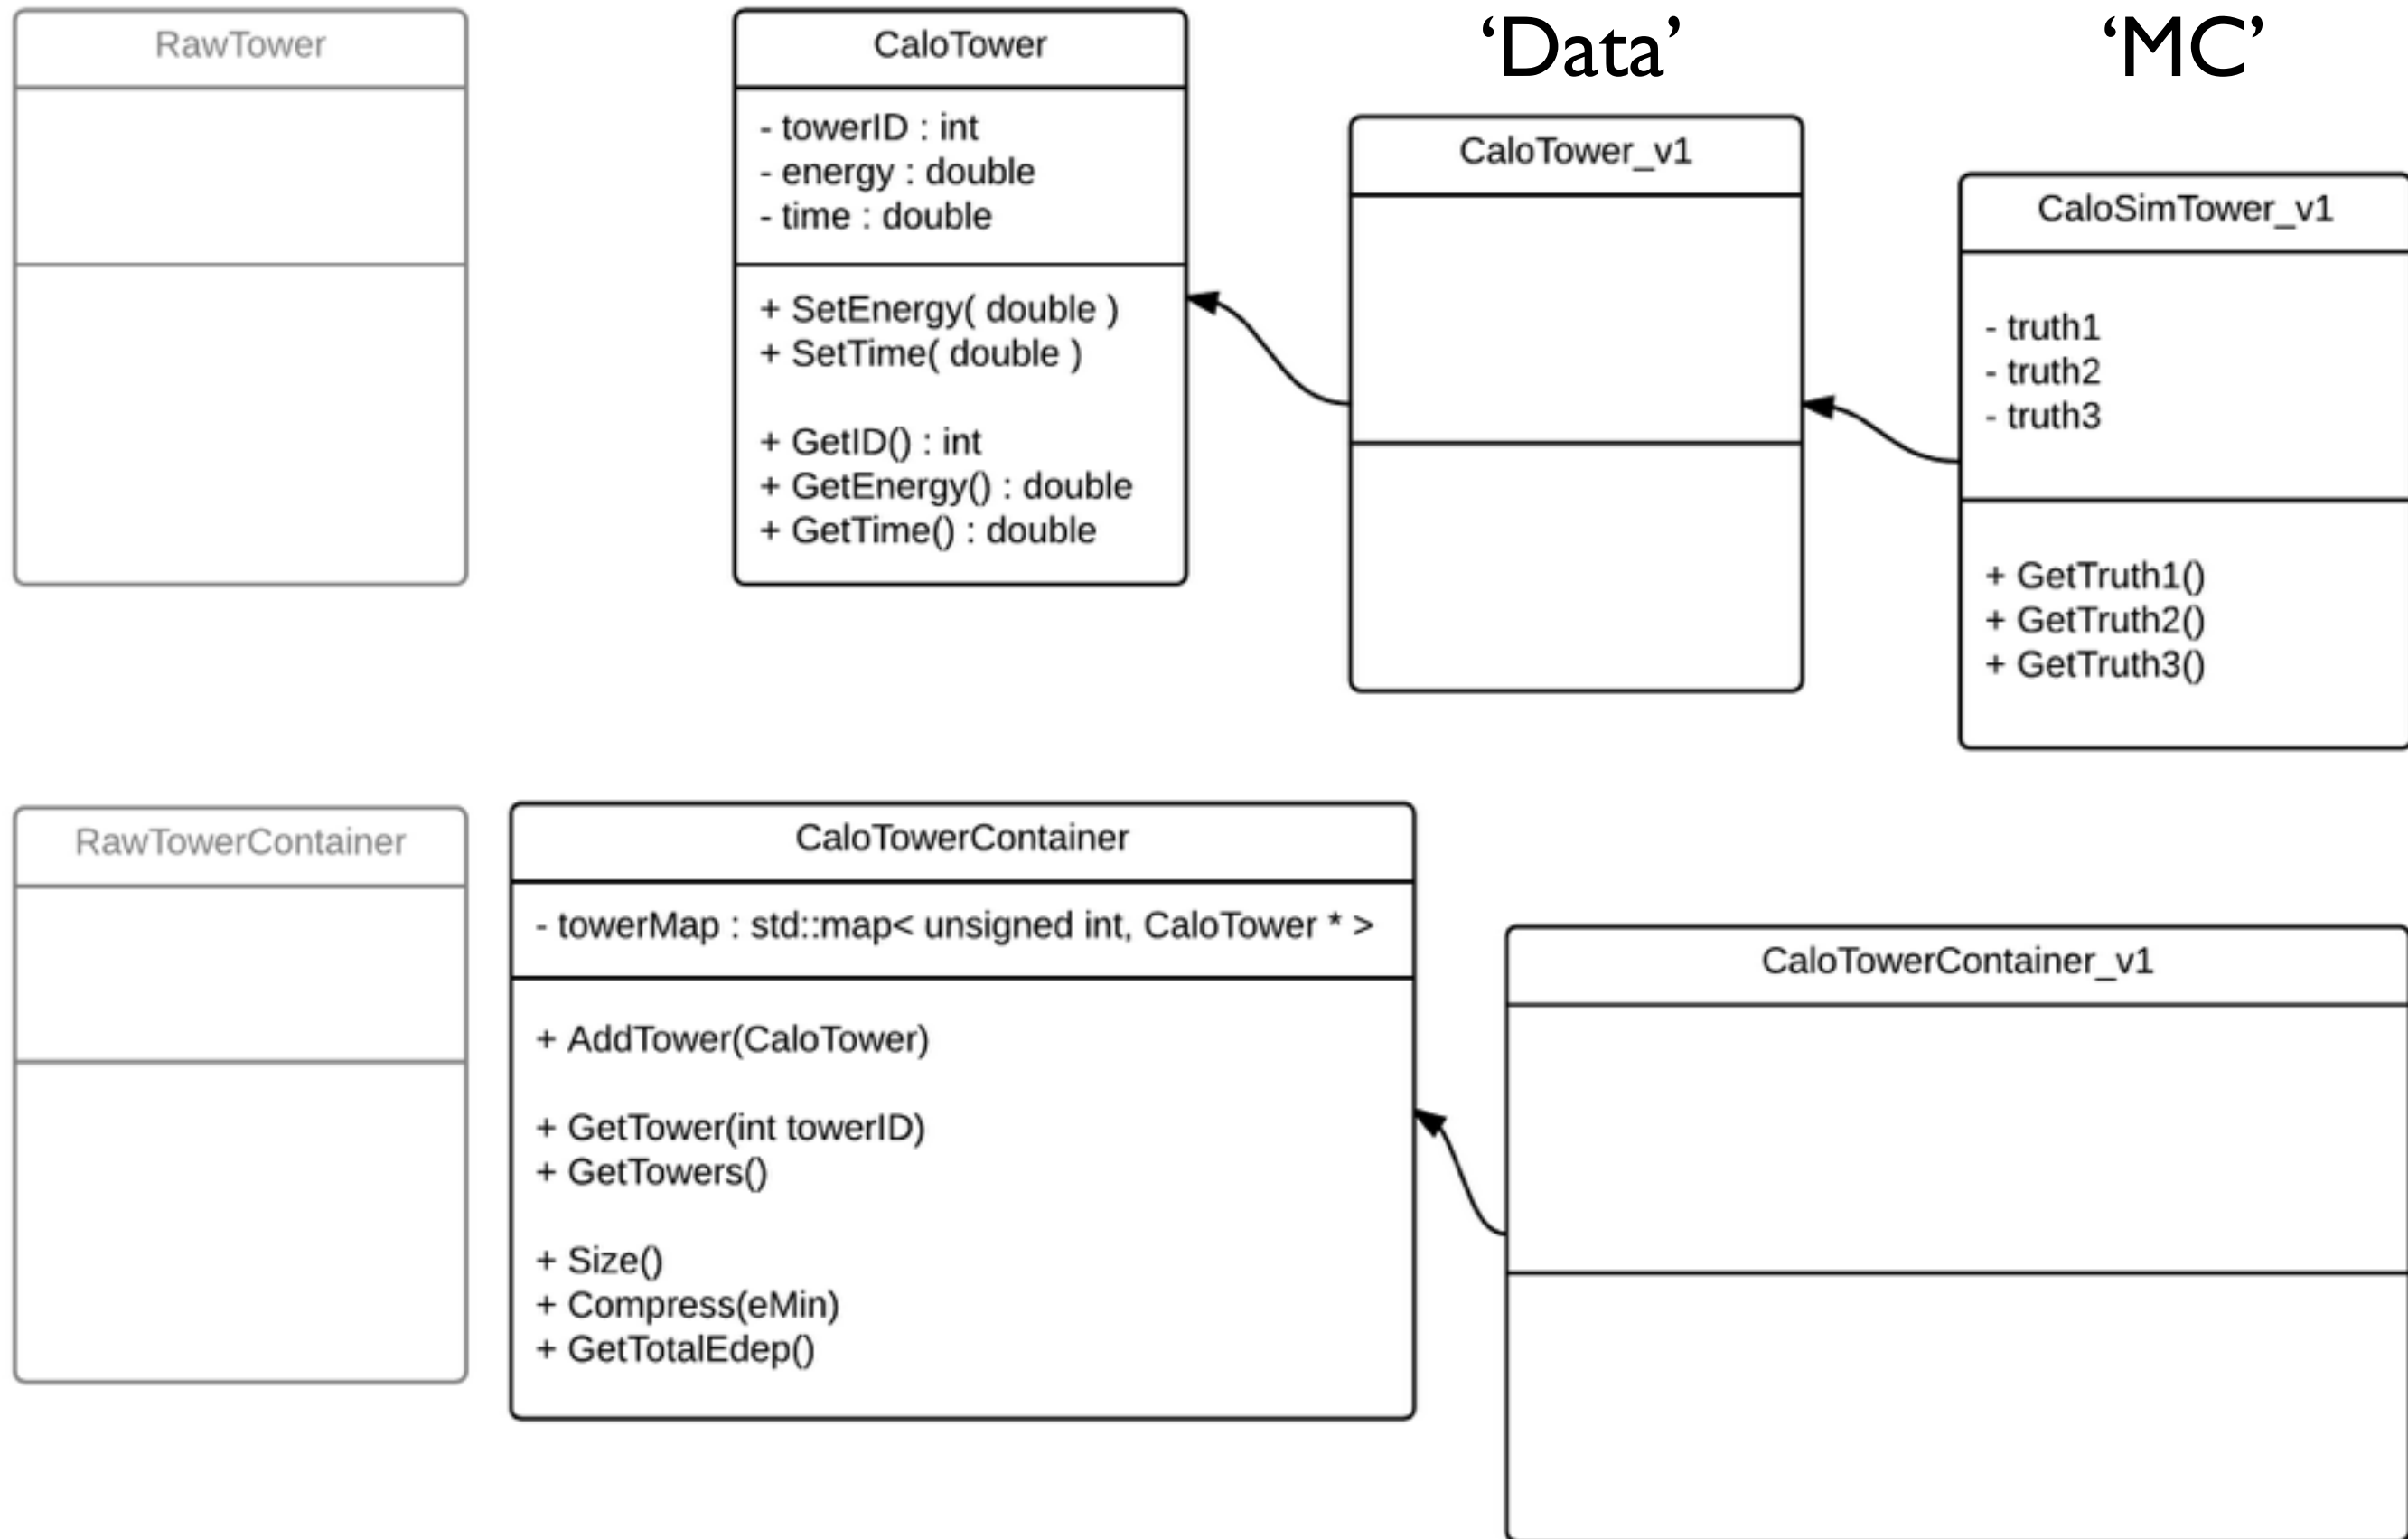 RawTower
CaloTower
- towerID : int
- energy : double
- time : double
+ SetEnergy( double )
+ SetTime( double )
+ GetID() : int
+ GetEnergy() : double
+ GetTime() : double
‘Data’
CaloTower_v1
‘MC’
CaloSimTower_v1
- truth1
- truth2
- truth3
+ GetTruth1()
+ GetTruth2()
+ GetTruth3()
RawTowerContainer
CaloTowerContainer
- towerMap : std::map< unsigned int, CaloTower * >
+ AddTower(CaloTower)
+ GetTower(int towerID)
+ GetTowers()
+ Size()
+ Compress(eMin)
+ GetTotalEdep()
CaloTowerContainer_v1